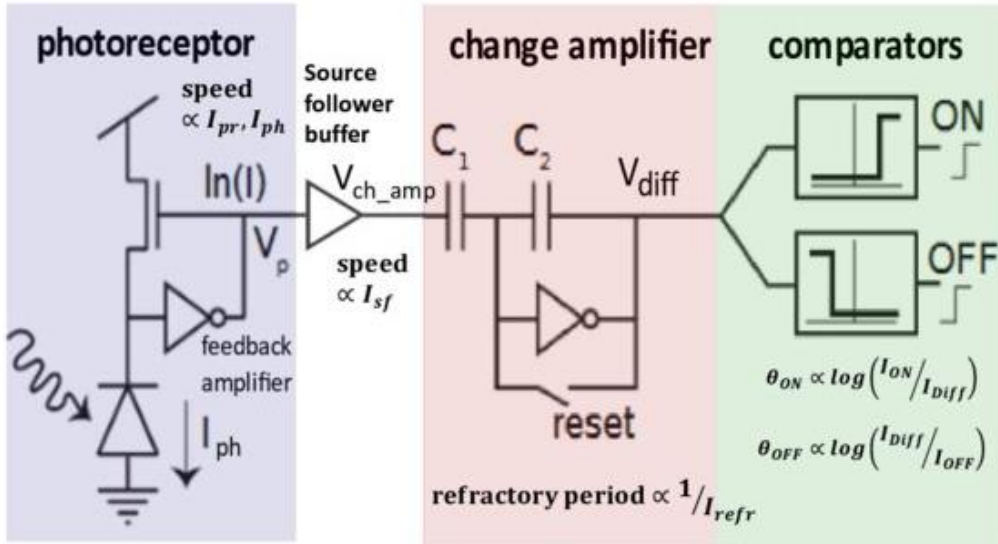 photoreceptor
speed
∝ I_pr, I_ph
ln(I)
V_p
feedback
amplifier
I_ph
Source
follower
buffer
V_ch_amp
speed
∝ I_sf
change amplifier
C_1
C_2
V_diff
reset
refractory period ∝ 1/I_refr
comparators
ON
OFF
θ_ON ∝ log(I_ON/I_Diff)
θ_OFF ∝ log(I_Diff/I_OFF)